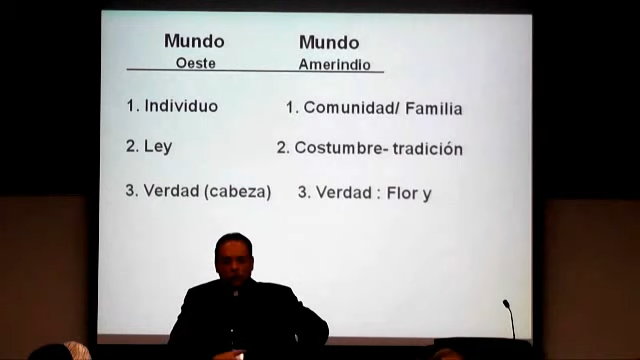 Mundo Mundo
Oeste Amerindio
1. Individuo 1. Comunidad/ Familia
2. Ley 2. Costumbre- tradición
3. Verdad (cabeza) 3. Verdad : Flor y